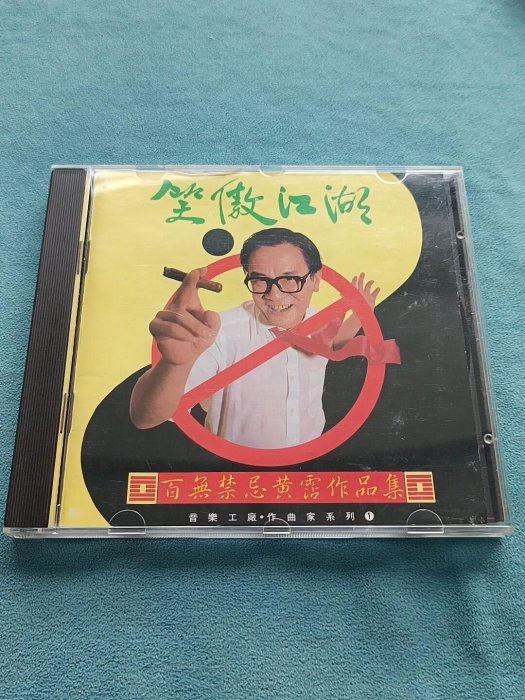 笑傲江湖
百無禁忌黃霑作品集
音樂工廠•作曲家系列❶